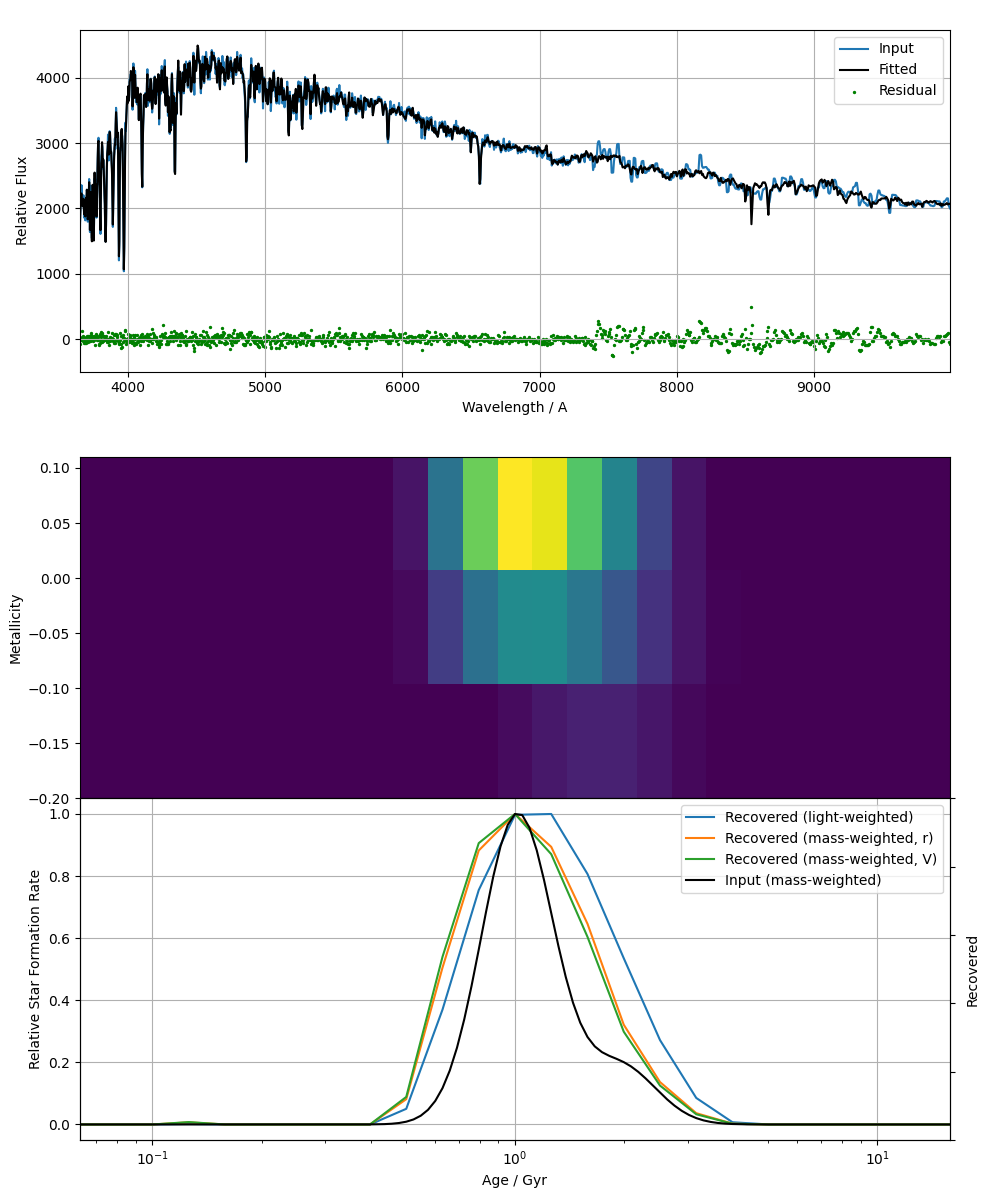 Input
Fitted
Residual
4000
3000
2000
1000
0
Relative Flux
4000 5000 6000 7000 8000 9000
Wavelength / A
0.10
0.05
0.00
−0.05
−0.10
−0.15
−0.20
Metallicity
Recovered (light-weighted)
Recovered (mass-weighted, r)
Recovered (mass-weighted, V)
Input (mass-weighted)
1.0
0.8
0.6
0.4
0.2
0.0
Relative Star Formation Rate
Recovered
10⁻¹ 10⁰ 10¹
Age / Gyr